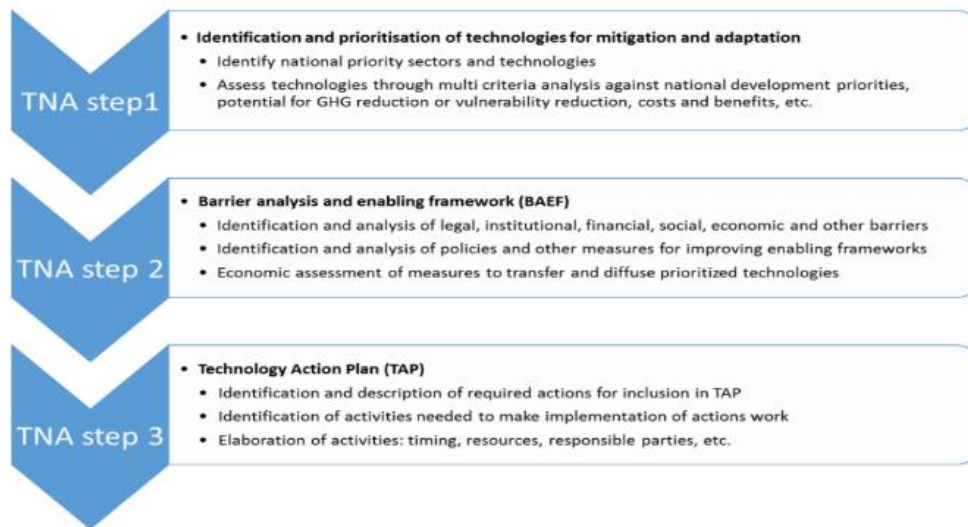 TNA step1
• Identification and prioritisation of technologies for mitigation and adaptation
• Identify national priority sectors and technologies
• Assess technologies through multi criteria analysis against national development priorities,
potential for GHG reduction or vulnerability reduction, costs and benefits, etc.
TNA step 2
• Barrier analysis and enabling framework (BAEF)
• Identification and analysis of legal, institutional, financial, social, economic and other barriers
• Identification and analysis of policies and other measures for improving enabling frameworks
• Economic assessment of measures to transfer and diffuse prioritized technologies
TNA step 3
• Technology Action Plan (TAP)
• Identification and description of required actions for inclusion in TAP
• Identification of activities needed to make implementation of actions work
• Elaboration of activities: timing, resources, responsible parties, etc.